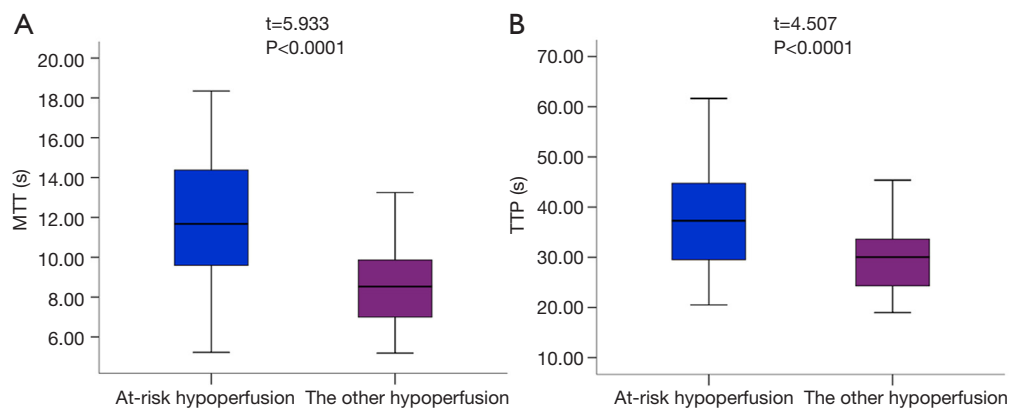 A
t=5.933
P<0.0001
20.00
18.00
16.00
14.00
12.00
10.00
8.00
6.00
MTT (s)
At-risk hypoperfusion The other hypoperfusion
B
t=4.507
P<0.0001
70.00
60.00
50.00
40.00
30.00
20.00
10.00
TTP (s)
At-risk hypoperfusion The other hypoperfusion